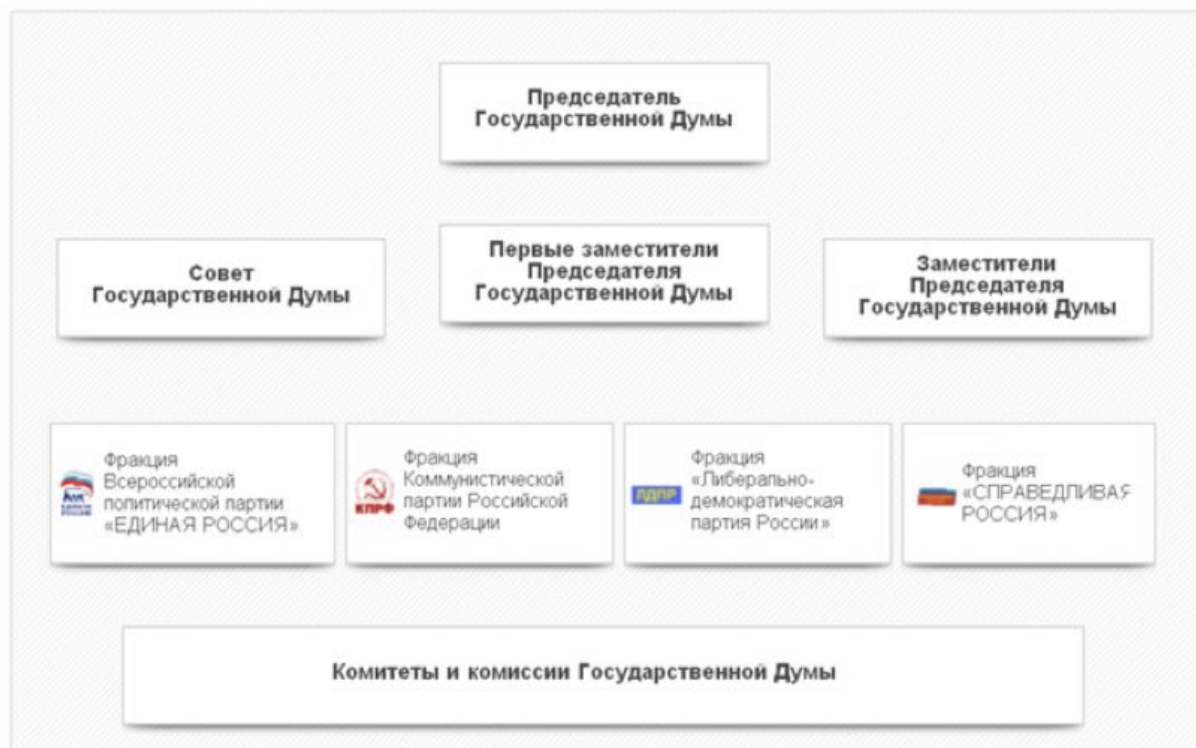 Председатель
Государственной Думы
Совет
Государственной Думы
Первые заместители
Председателя
Государственной Думы
Заместители
Председателя
Государственной Думы
Фракция
Всероссийской
политической партии
«ЕДИНАЯ РОССИЯ»
КПРФ
Фракция
Коммунистической
партии Российской
Федерации
ЛДПР
Фракция
«Либерально-
демократическая
партия России»
Фракция
«СПРАВЕДЛИВАЯ
РОССИЯ»
Комитеты и комиссии Государственной Думы